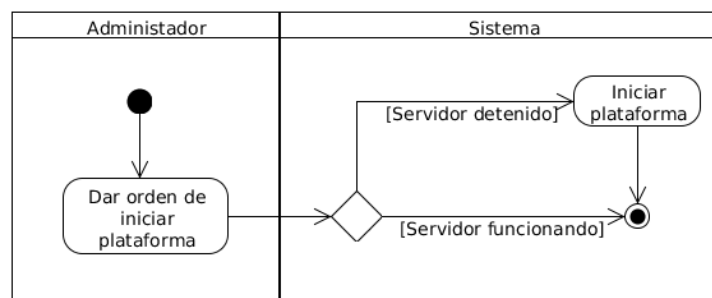 Administador
Sistema
Iniciar
plataforma
[Servidor detenido]
Dar orden de
iniciar
plataforma
[Servidor funcionando]